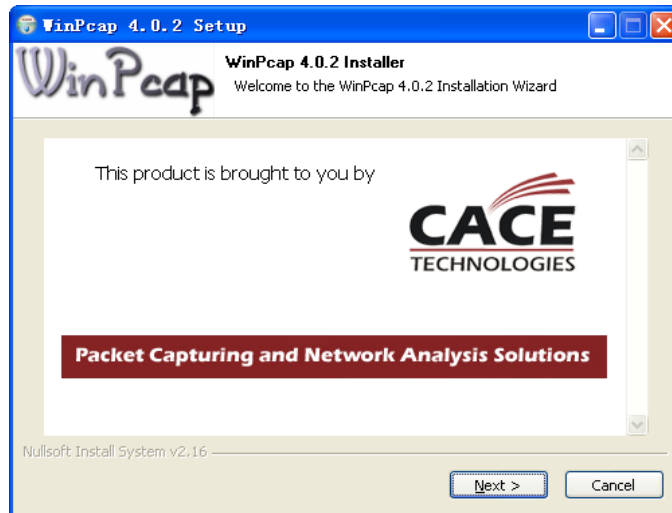 WinPcap 4.0.2 Setup
WinPcap
WinPcap 4.0.2 Installer
Welcome to the WinPcap 4.0.2 Installation Wizard
This product is brought to you by
CACE
TECHNOLOGIES
Packet Capturing and Network Analysis Solutions
Nullsoft Install System v2.16
Next >
Cancel